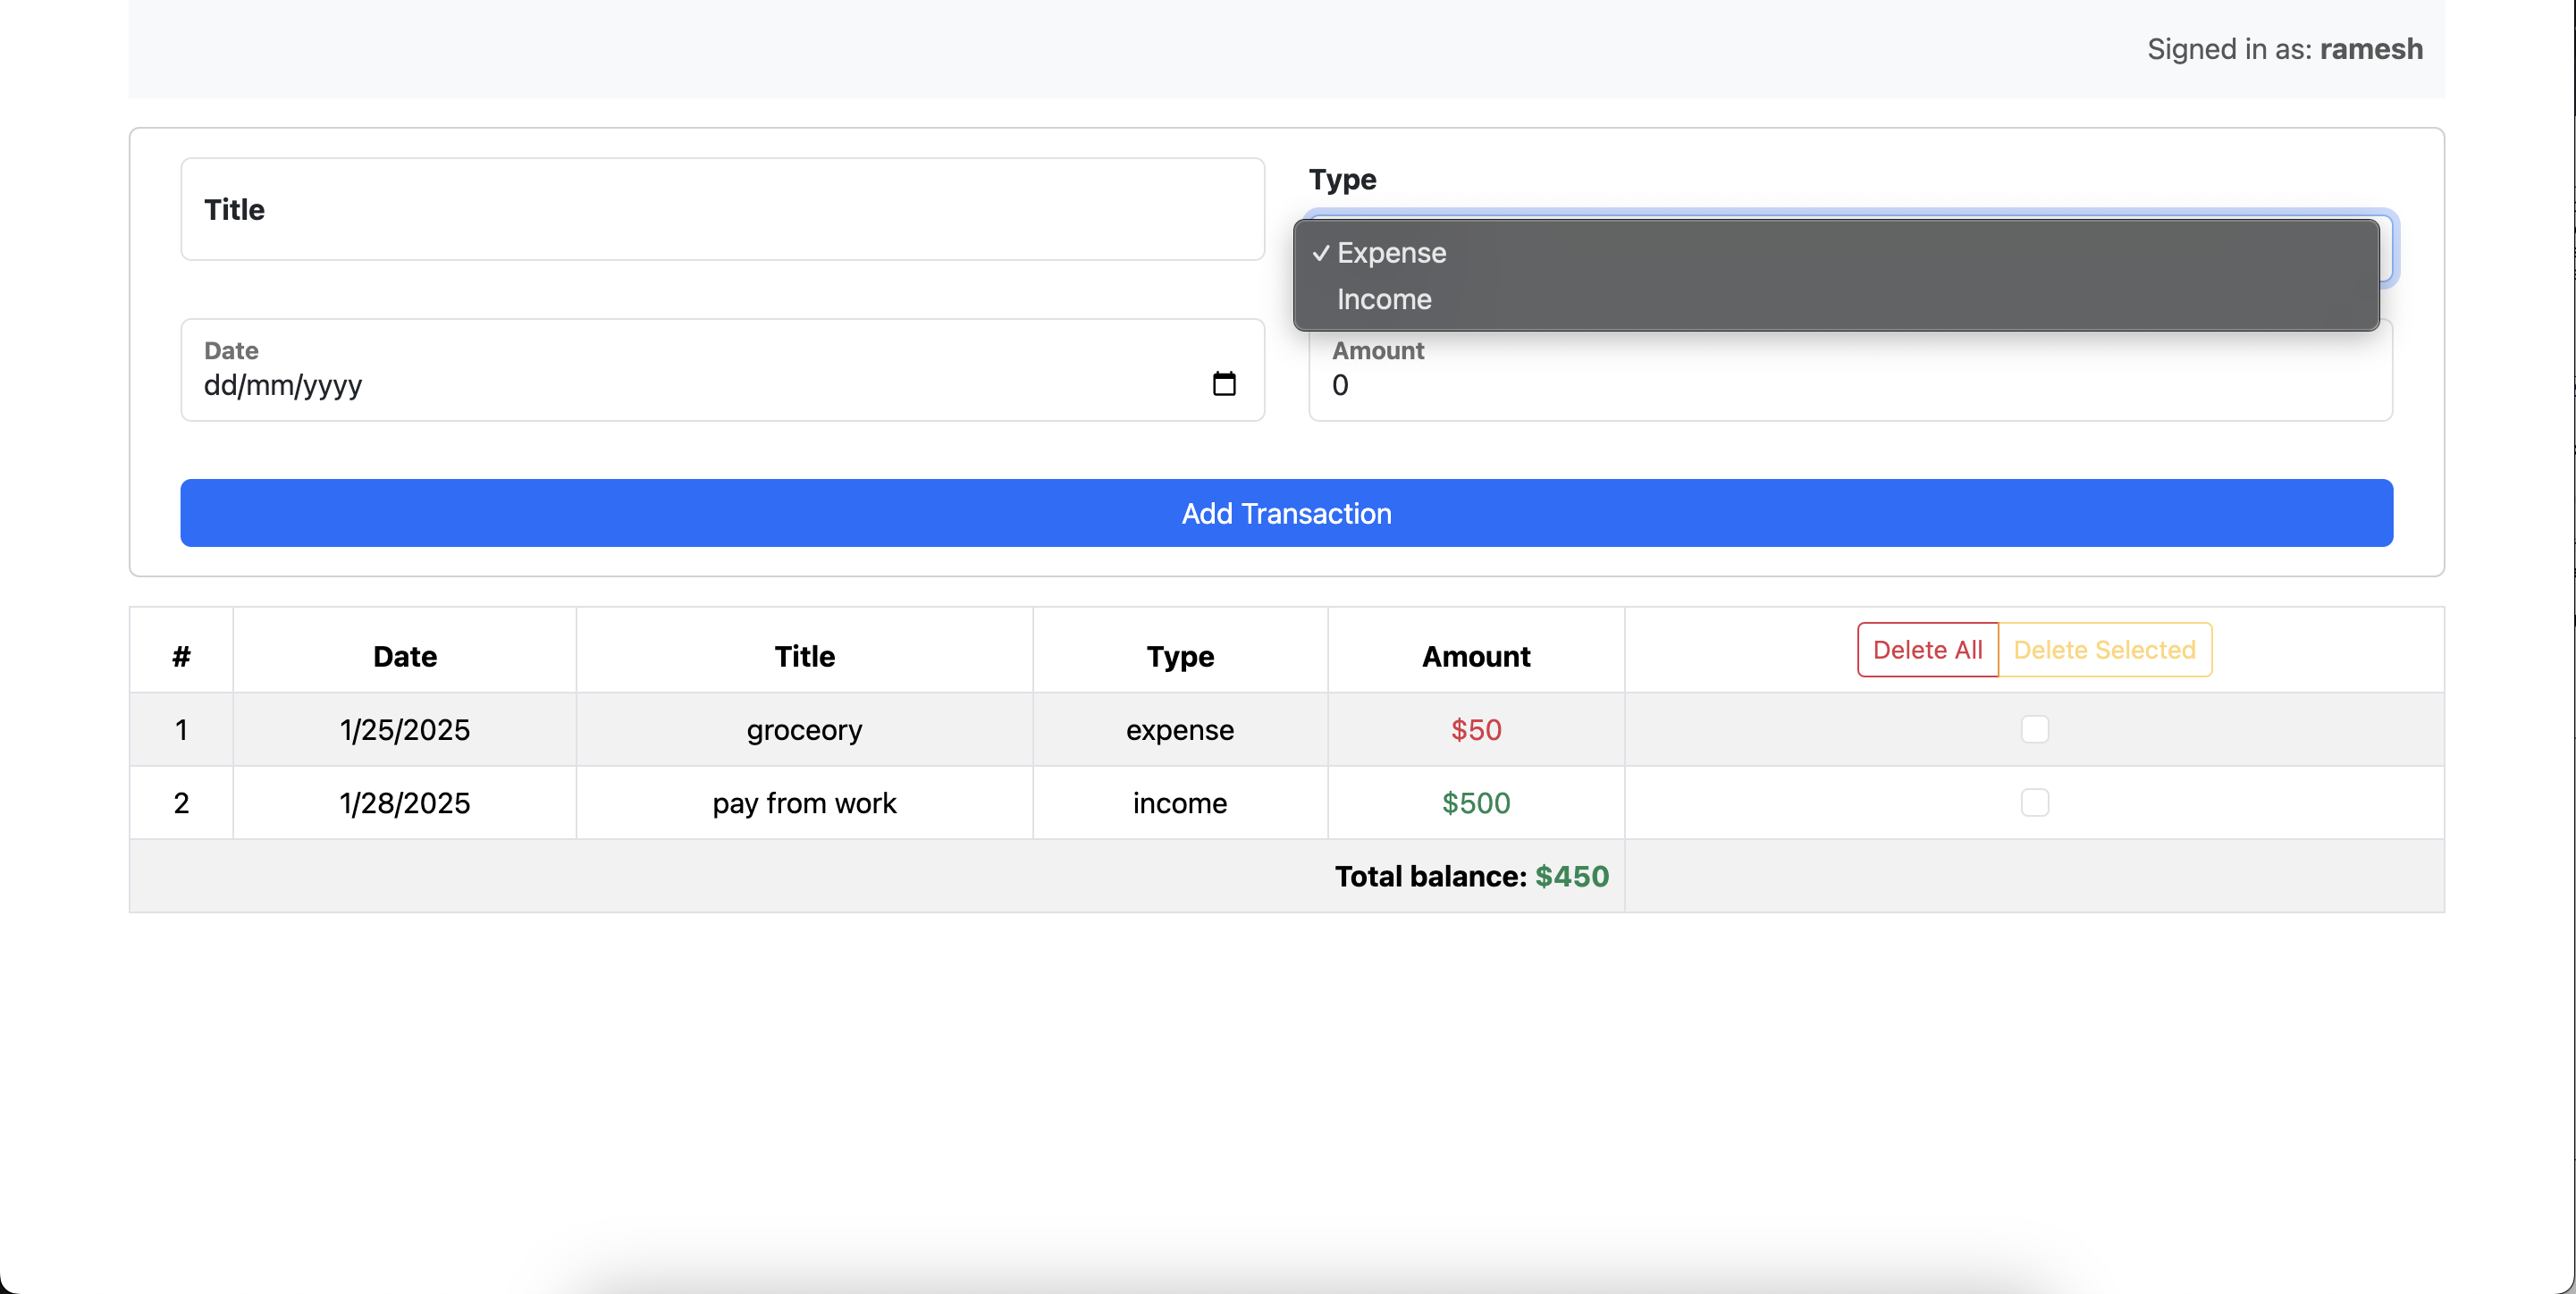 Signed in as: ramesh
Title
Type
Expense
Income
Date
dd/mm/yyyy
Amount
0
Add Transaction
# Date Title Type Amount Delete All Delete Selected
1 1/25/2025 groceory expense $50
2 1/28/2025 pay from work income $500
Total balance: $450